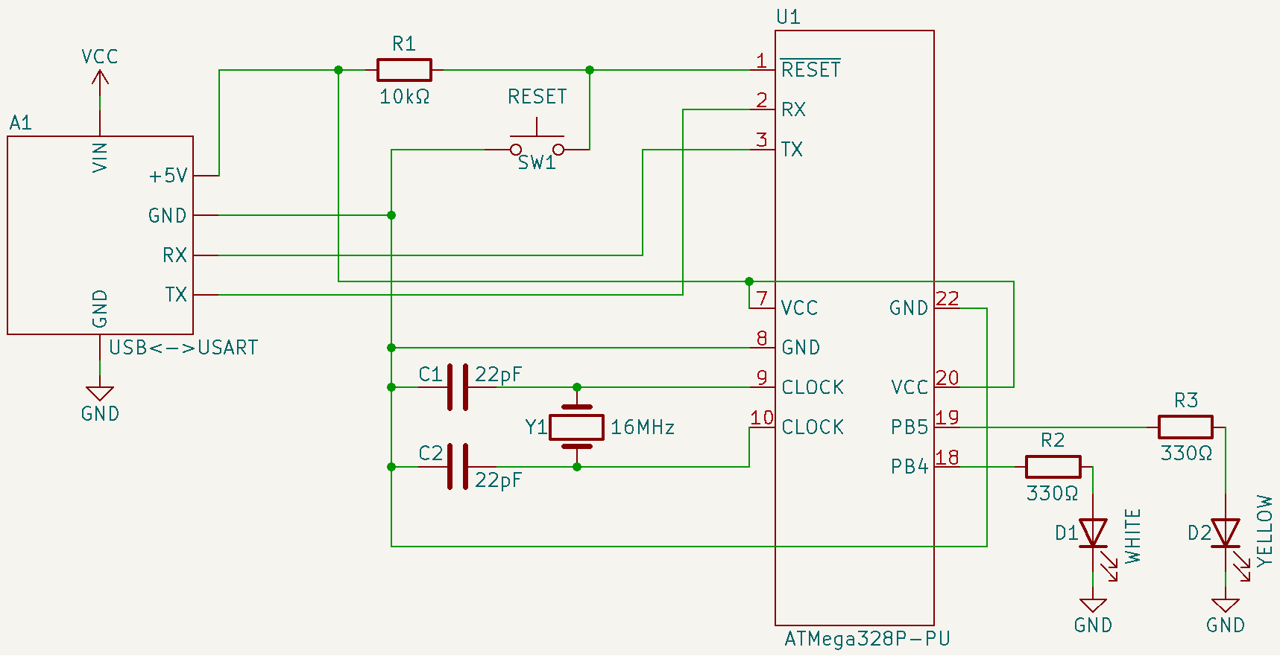 U1
R1
VCC
10kΩ
1 RESET
RESET
2 RX
A1
3 TX
SW1
VIN
+5V
GND
RX
TX
GND
USB<->USART
GND
7 VCC
GND 22
8 GND
C1 22pF
9 CLOCK
VCC 20
Y1 16MHz
10 CLOCK
PB5 19
R3
330Ω
C2 22pF
PB4 18
R2
330Ω
D1 WHITE
D2 YELLOW
GND
GND
ATMega328P-PU